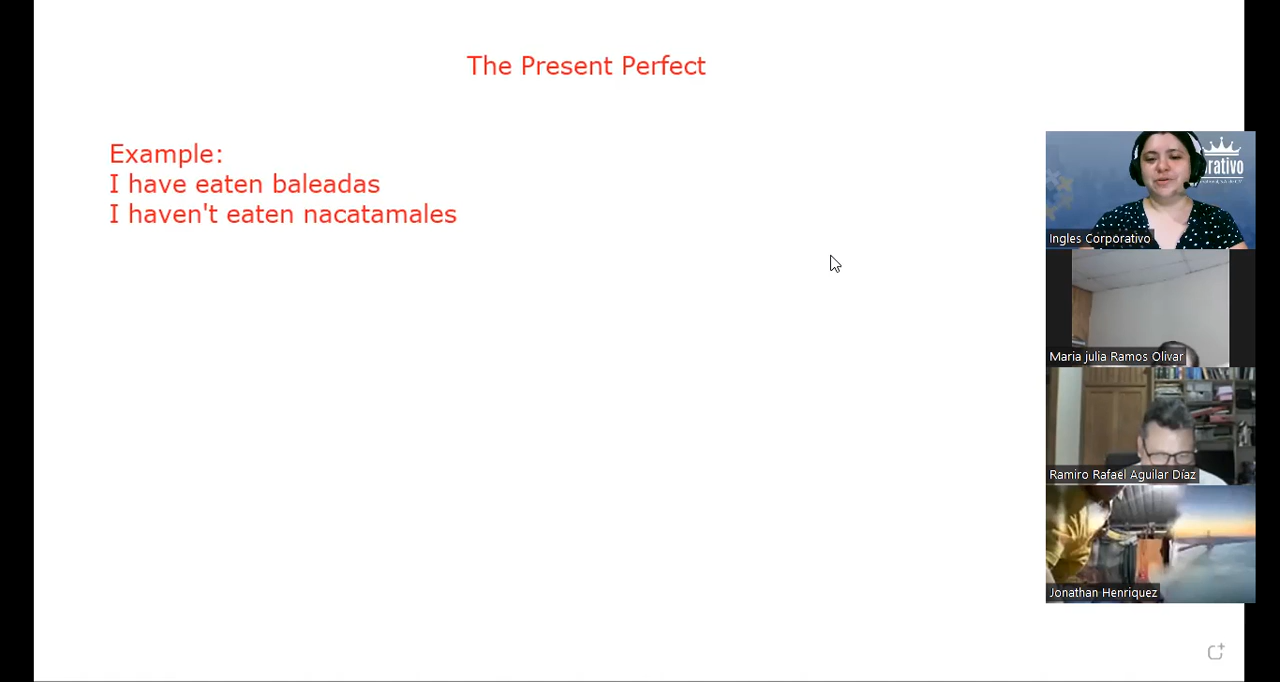 The Present Perfect
Example:
I have eaten baleadas
I haven't eaten nacatamales
Ingles Corporativo
Maria julia Ramos Olivar
Ramiro Rafael Aguilar Díaz
Jonathan Henriquez